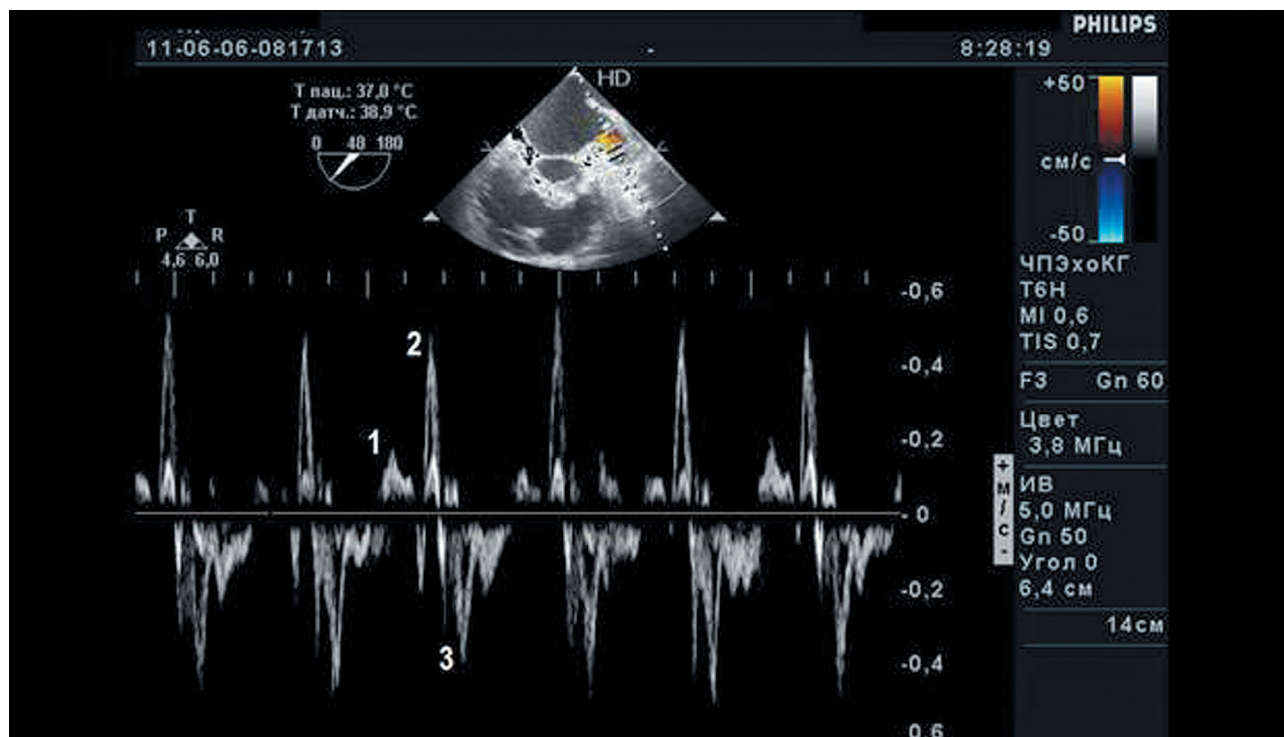 PHILIPS
11-06-06-081713 - 8:28:19
HD
T пац.: 37,0 °C
T датч.: 38,9 °C
0 48 180
T
P R
4,6 6,0
+50
см/с
-50
ЧПЭхоКГ
T6H
MI 0,6
TIS 0,7
F3 Gn 60
Цвет
3,8 МГц
ИВ
5,0 МГц
Gn 50
Угол 0
6,4 см
14см
-0,6
-0,4
-0,2
- 0
-0,2
-0,4
0,6
+ м/с -
1
2
3